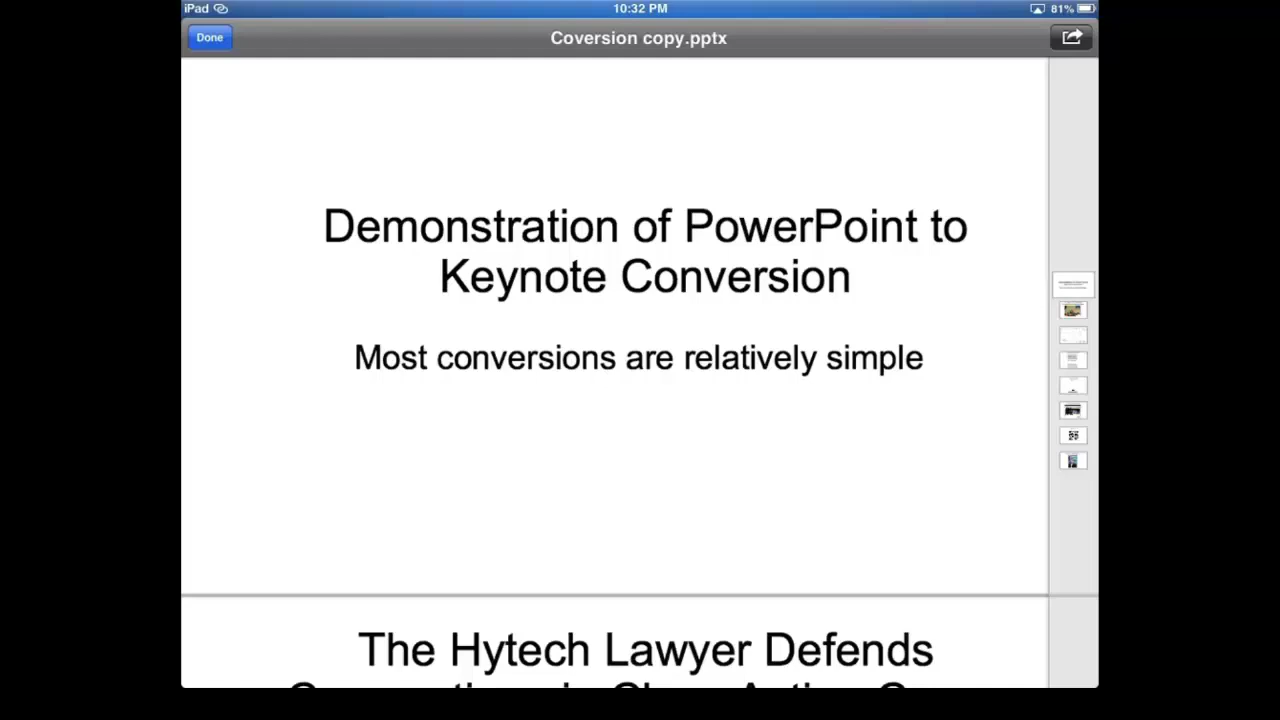 iPad 10:32 PM 81%
Done Coversion copy.pptx
Demonstration of PowerPoint to
Keynote Conversion
Most conversions are relatively simple
The Hytech Lawyer Defends